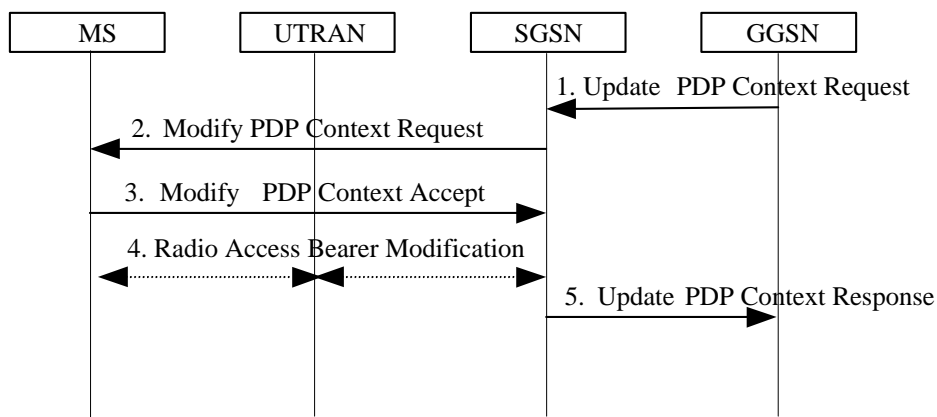 MS
UTRAN
SGSN
GGSN
1. Update PDP Context Request
2. Modify PDP Context Request
3. Modify PDP Context Accept
4. Radio Access Bearer Modification
5. Update PDP Context Response